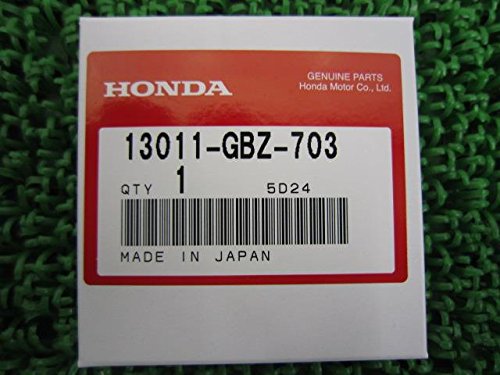 HONDA
GENUINE PARTS
Honda Motor Co., Ltd.
13011-GBZ-703
QTY 1 5D24
MADE IN JAPAN